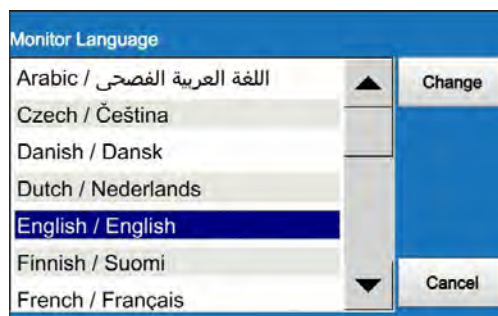 Monitor Language
Arabic / اللغة العربية الفصحى
Change
Czech / Čeština
Danish / Dansk
Dutch / Nederlands
English / English
Finnish / Suomi
French / Français
Cancel